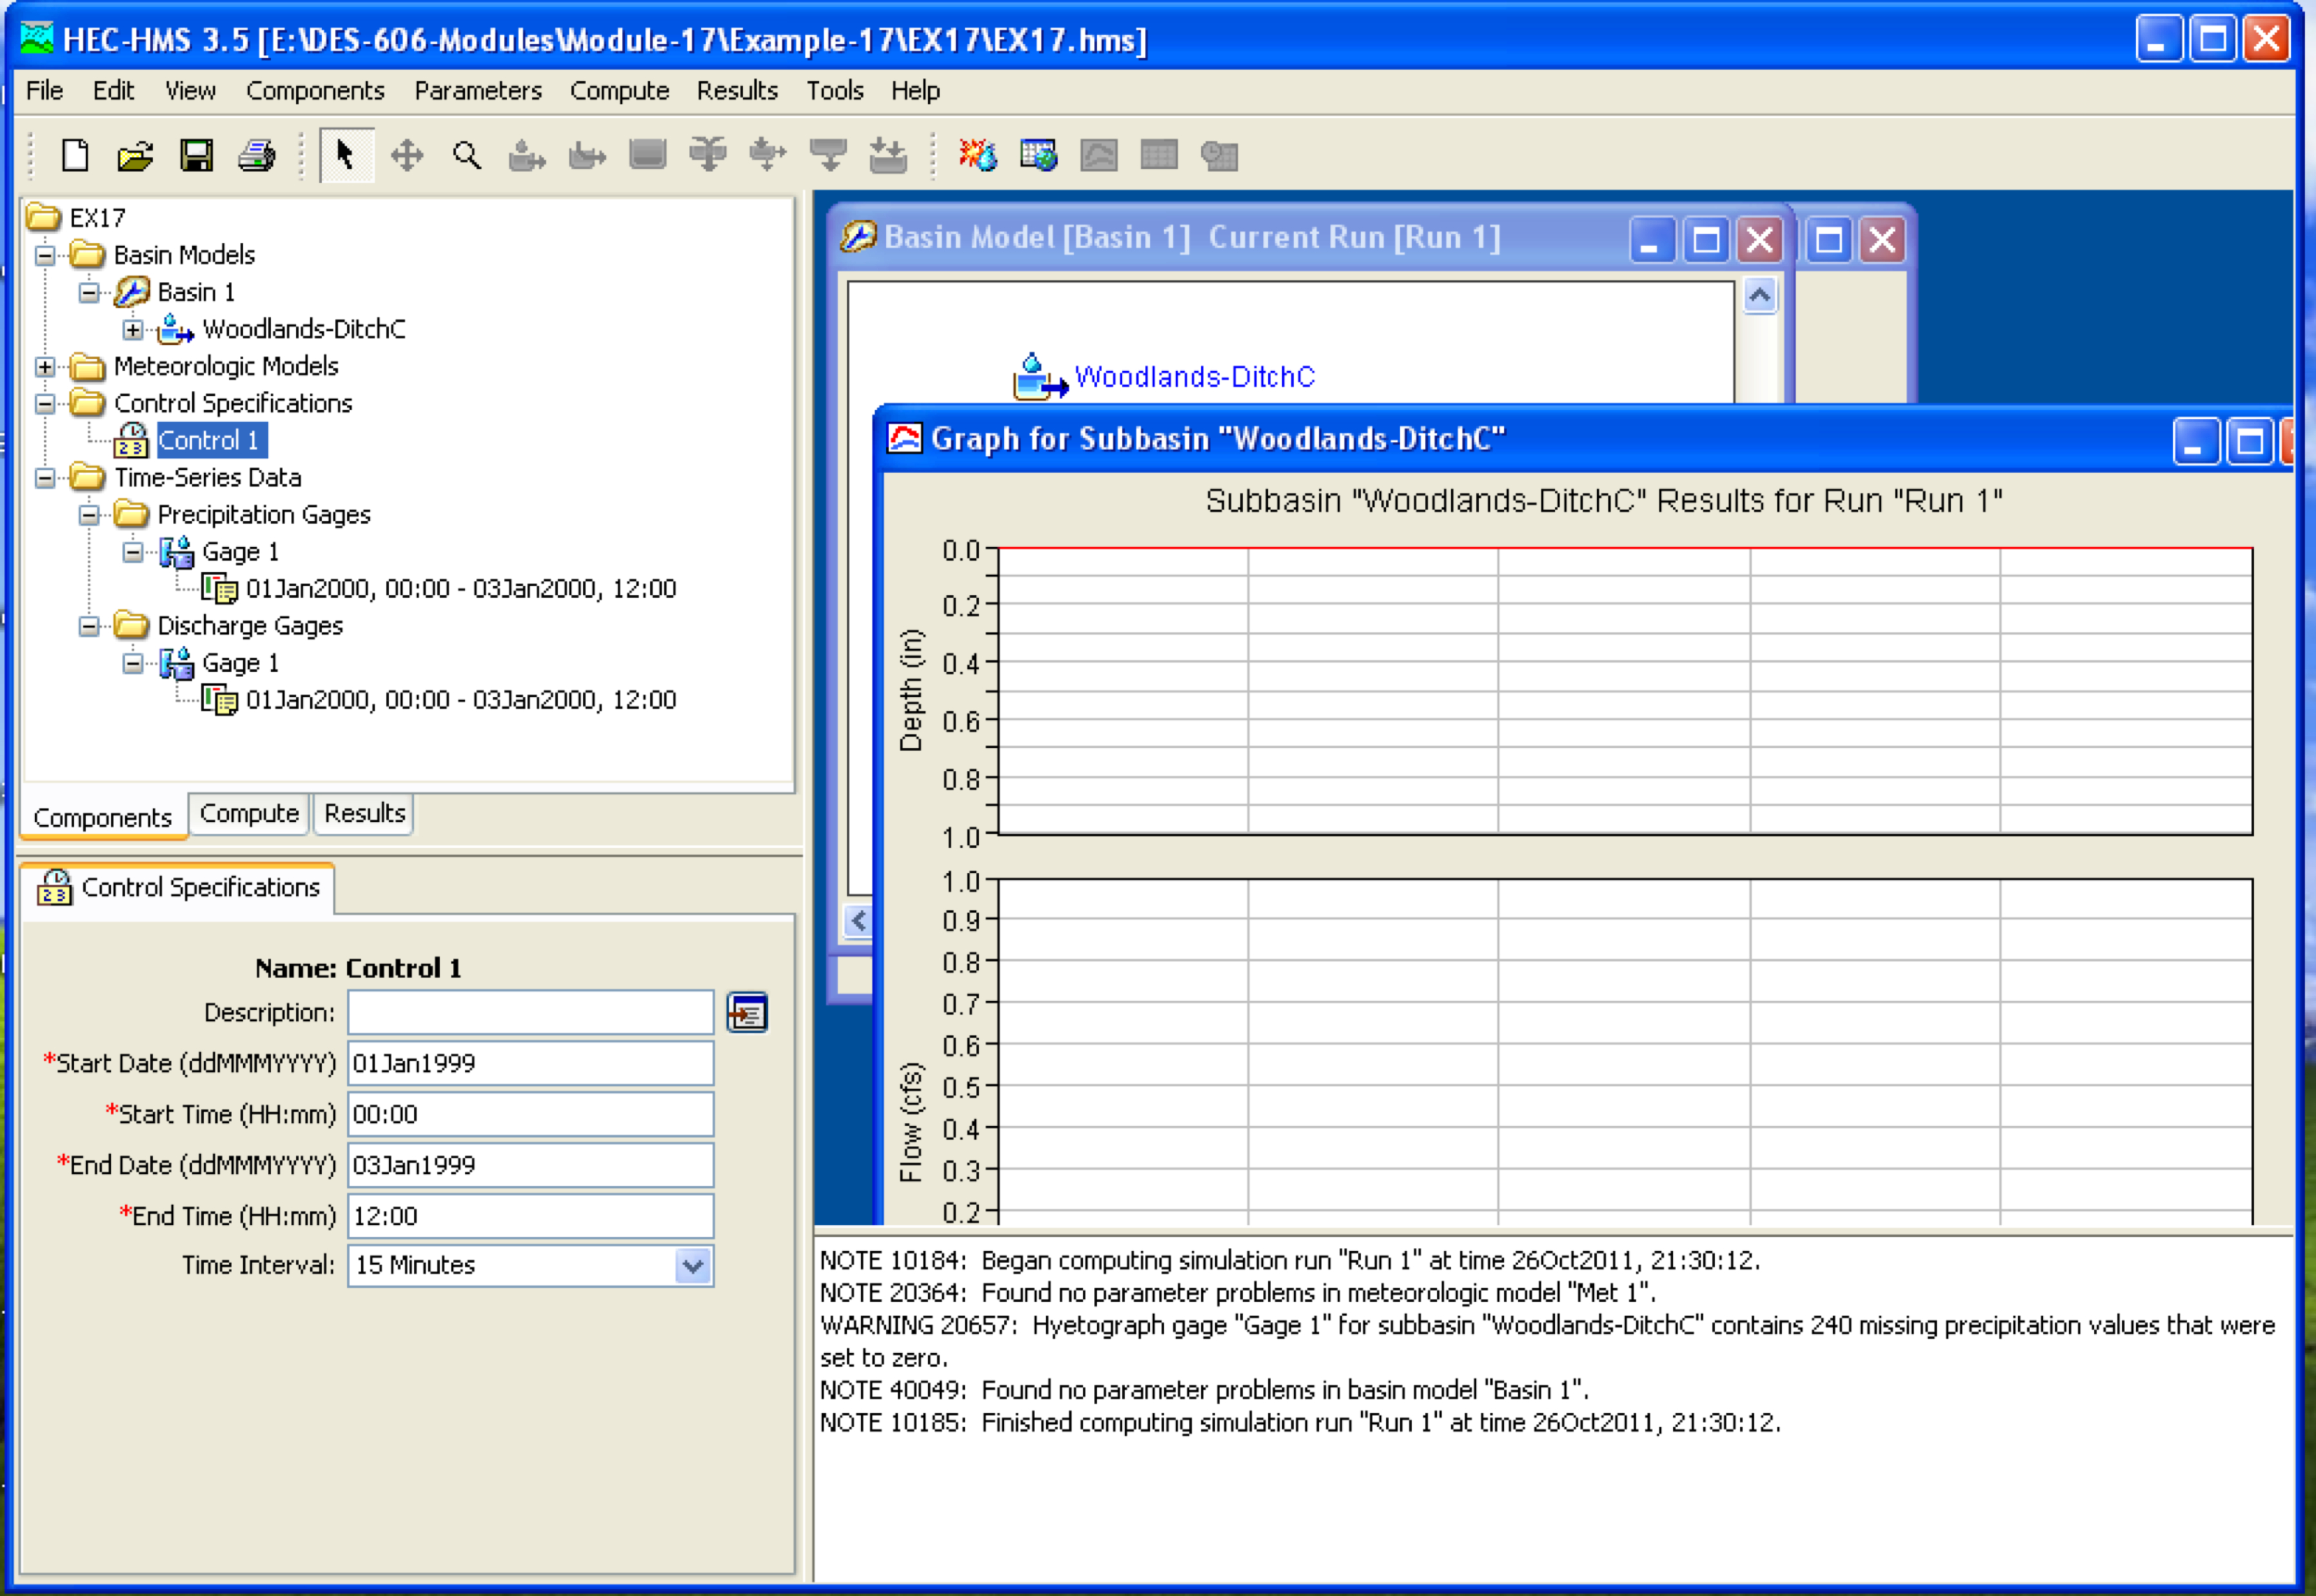 HEC-HMS 3.5 [E:\DES-606-Modules\Module-17\Example-17\EX17\EX17.hms]
File Edit View Components Parameters Compute Results Tools Help
EX17
Basin Models
Basin 1
Woodlands-DitchC
Meteorologic Models
Control Specifications
Control 1
Time-Series Data
Precipitation Gages
Gage 1
01Jan2000, 00:00 - 03Jan2000, 12:00
Discharge Gages
Gage 1
01Jan2000, 00:00 - 03Jan2000, 12:00
Components Compute Results
Control Specifications
Name: Control 1
Description:
*Start Date (ddMMMYYYY) 01Jan1999
*Start Time (HH:mm) 00:00
*End Date (ddMMMYYYY) 03Jan1999
*End Time (HH:mm) 12:00
Time Interval: 15 Minutes
Basin Model [Basin 1] Current Run [Run 1]
Woodlands-DitchC
Graph for Subbasin "Woodlands-DitchC"
Subbasin "Woodlands-DitchC" Results for Run "Run 1"
Depth (in)
0.0
0.2
0.4
0.6
0.8
1.0
Flow (cfs)
1.0
0.9
0.8
0.7
0.6
0.5
0.4
0.3
0.2
NOTE 10184: Began computing simulation run "Run 1" at time 26Oct2011, 21:30:12.
NOTE 20364: Found no parameter problems in meteorologic model "Met 1".
WARNING 20657: Hyetograph gage "Gage 1" for subbasin "Woodlands-DitchC" contains 240 missing precipitation values that were
set to zero.
NOTE 40049: Found no parameter problems in basin model "Basin 1".
NOTE 10185: Finished computing simulation run "Run 1" at time 26Oct2011, 21:30:12.